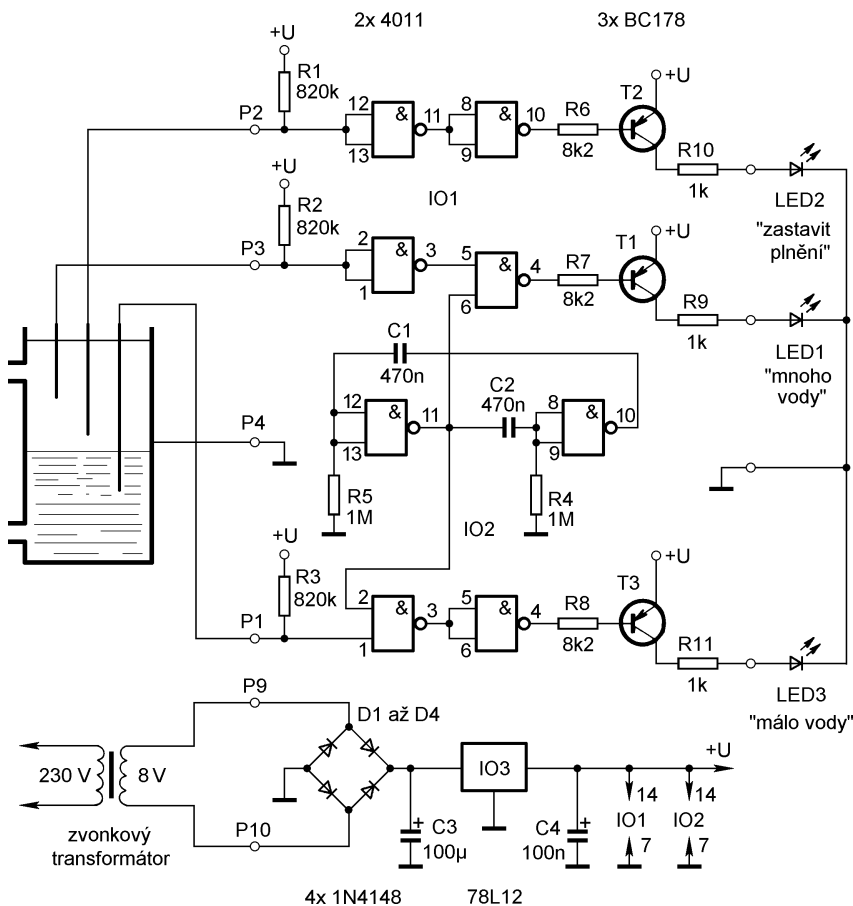 2x 4011
3x BC178
+U
R1
820k
P2
12
13
&
11
8
9
&
10
R6
8k2
T2
+U
R10
1k
LED2
"zastavit
plnění"
+U
R2
820k
IO1
P3
2
1
&
3
5
6
&
4
R7
8k2
T1
+U
R9
1k
LED1
"mnoho
vody"
C1
470n
C2
470n
12
13
&
11
8
9
&
10
P4
R5
1M
R4
1M
IO2
+U
R3
820k
P1
2
1
&
3
5
6
&
4
R8
8k2
T3
+U
R11
1k
LED3
"málo vody"
P9
D1 až D4
230 V
8 V
IO3
+U
14
IO1
7
14
IO2
7
zvonkový
transformátor
P10
C3
+
100µ
C4
+
100n
4x 1N4148
78L12